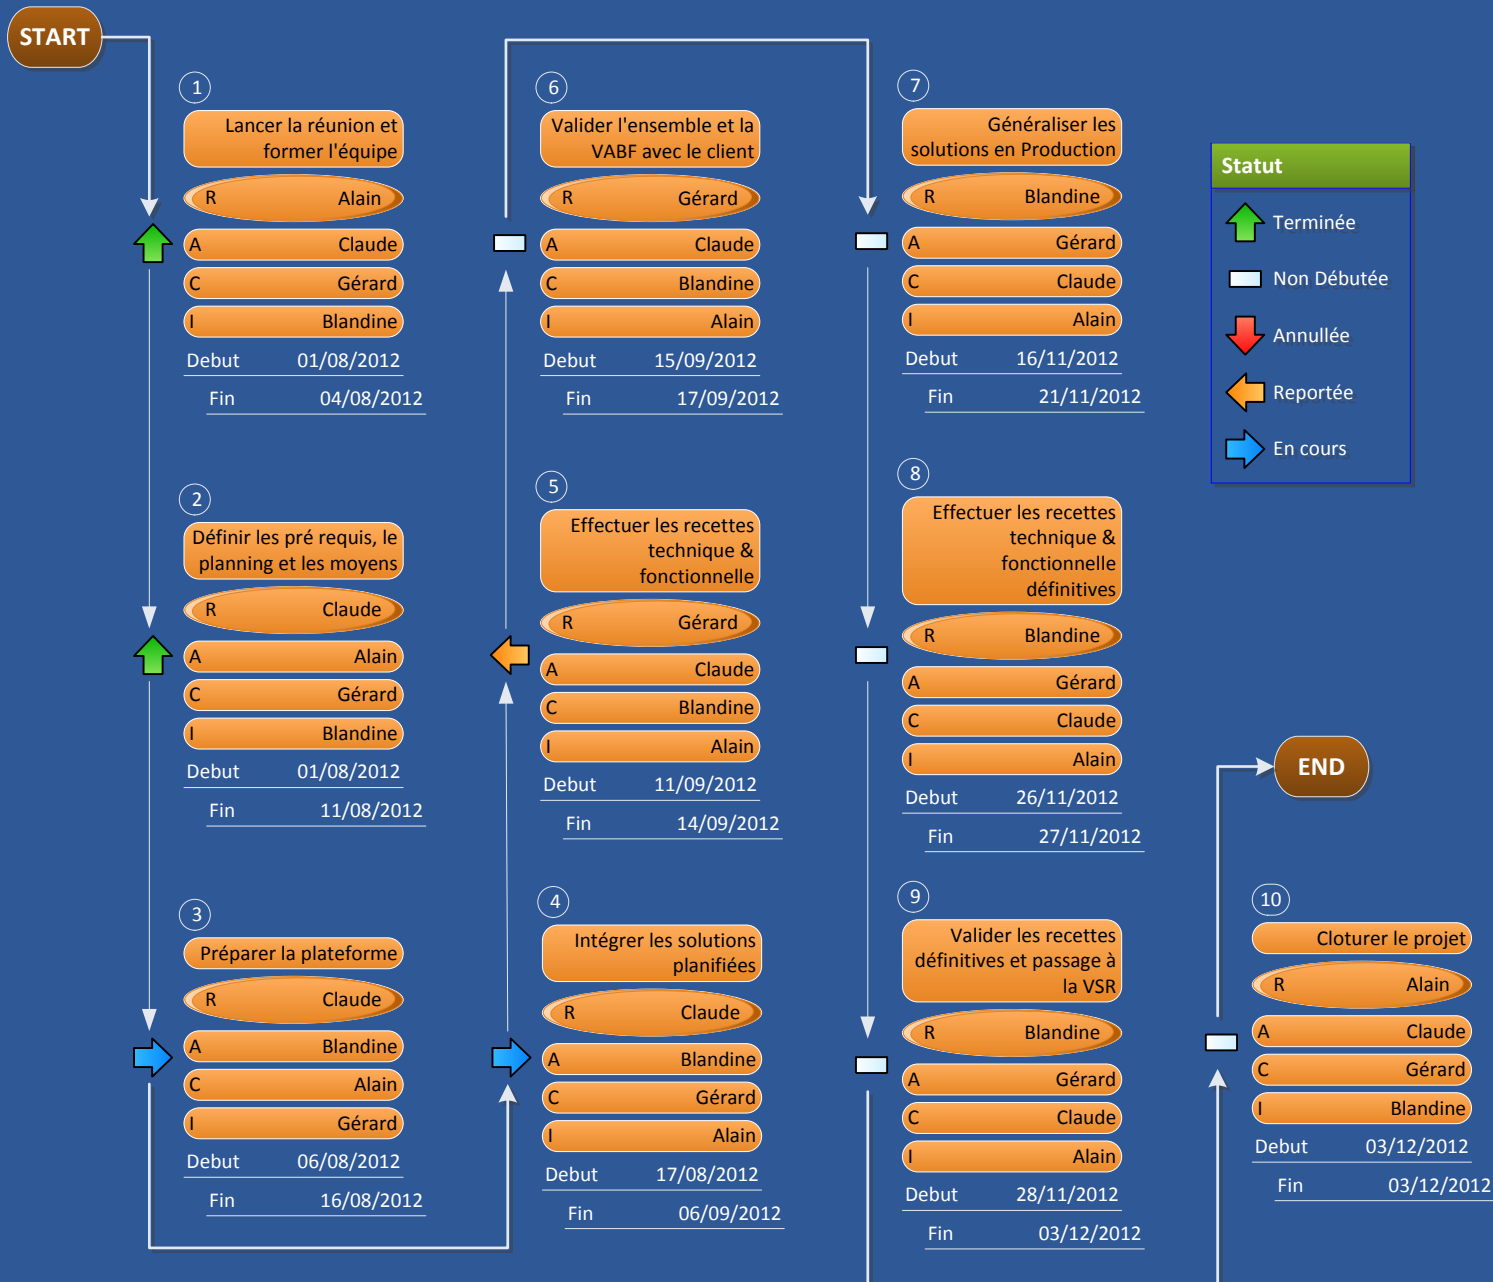 START
1
Lancer la réunion et
former l'équipe
R Alain
A Claude
C Gérard
I Blandine
Debut 01/08/2012
Fin 04/08/2012
2
Définir les pré requis, le
planning et les moyens
R Claude
A Alain
C Gérard
I Blandine
Debut 01/08/2012
Fin 11/08/2012
3
Préparer la plateforme
R Claude
A Blandine
C Alain
I Gérard
Debut 06/08/2012
Fin 16/08/2012
4
Intégrer les solutions
planifiées
R Claude
A Blandine
C Gérard
I Alain
Debut 17/08/2012
Fin 06/09/2012
5
Effectuer les recettes
technique &
fonctionnelle
R Gérard
A Claude
C Blandine
I Alain
Debut 11/09/2012
Fin 14/09/2012
6
Valider l'ensemble et la
VABF avec le client
R Gérard
A Claude
C Blandine
I Alain
Debut 15/09/2012
Fin 17/09/2012
7
Généraliser les
solutions en Production
R Blandine
A Gérard
C Claude
I Alain
Debut 16/11/2012
Fin 21/11/2012
8
Effectuer les recettes
technique &
fonctionnelle
définitives
R Blandine
A Gérard
C Claude
I Alain
Debut 26/11/2012
Fin 27/11/2012
9
Valider les recettes
définitives et passage à
la VSR
R Blandine
A Gérard
C Claude
I Alain
Debut 28/11/2012
Fin 03/12/2012
10
Cloturer le projet
R Alain
A Claude
C Gérard
I Blandine
Debut 03/12/2012
Fin 03/12/2012
END
Statut
Terminée
Non Débutée
Annullée
Reportée
En cours